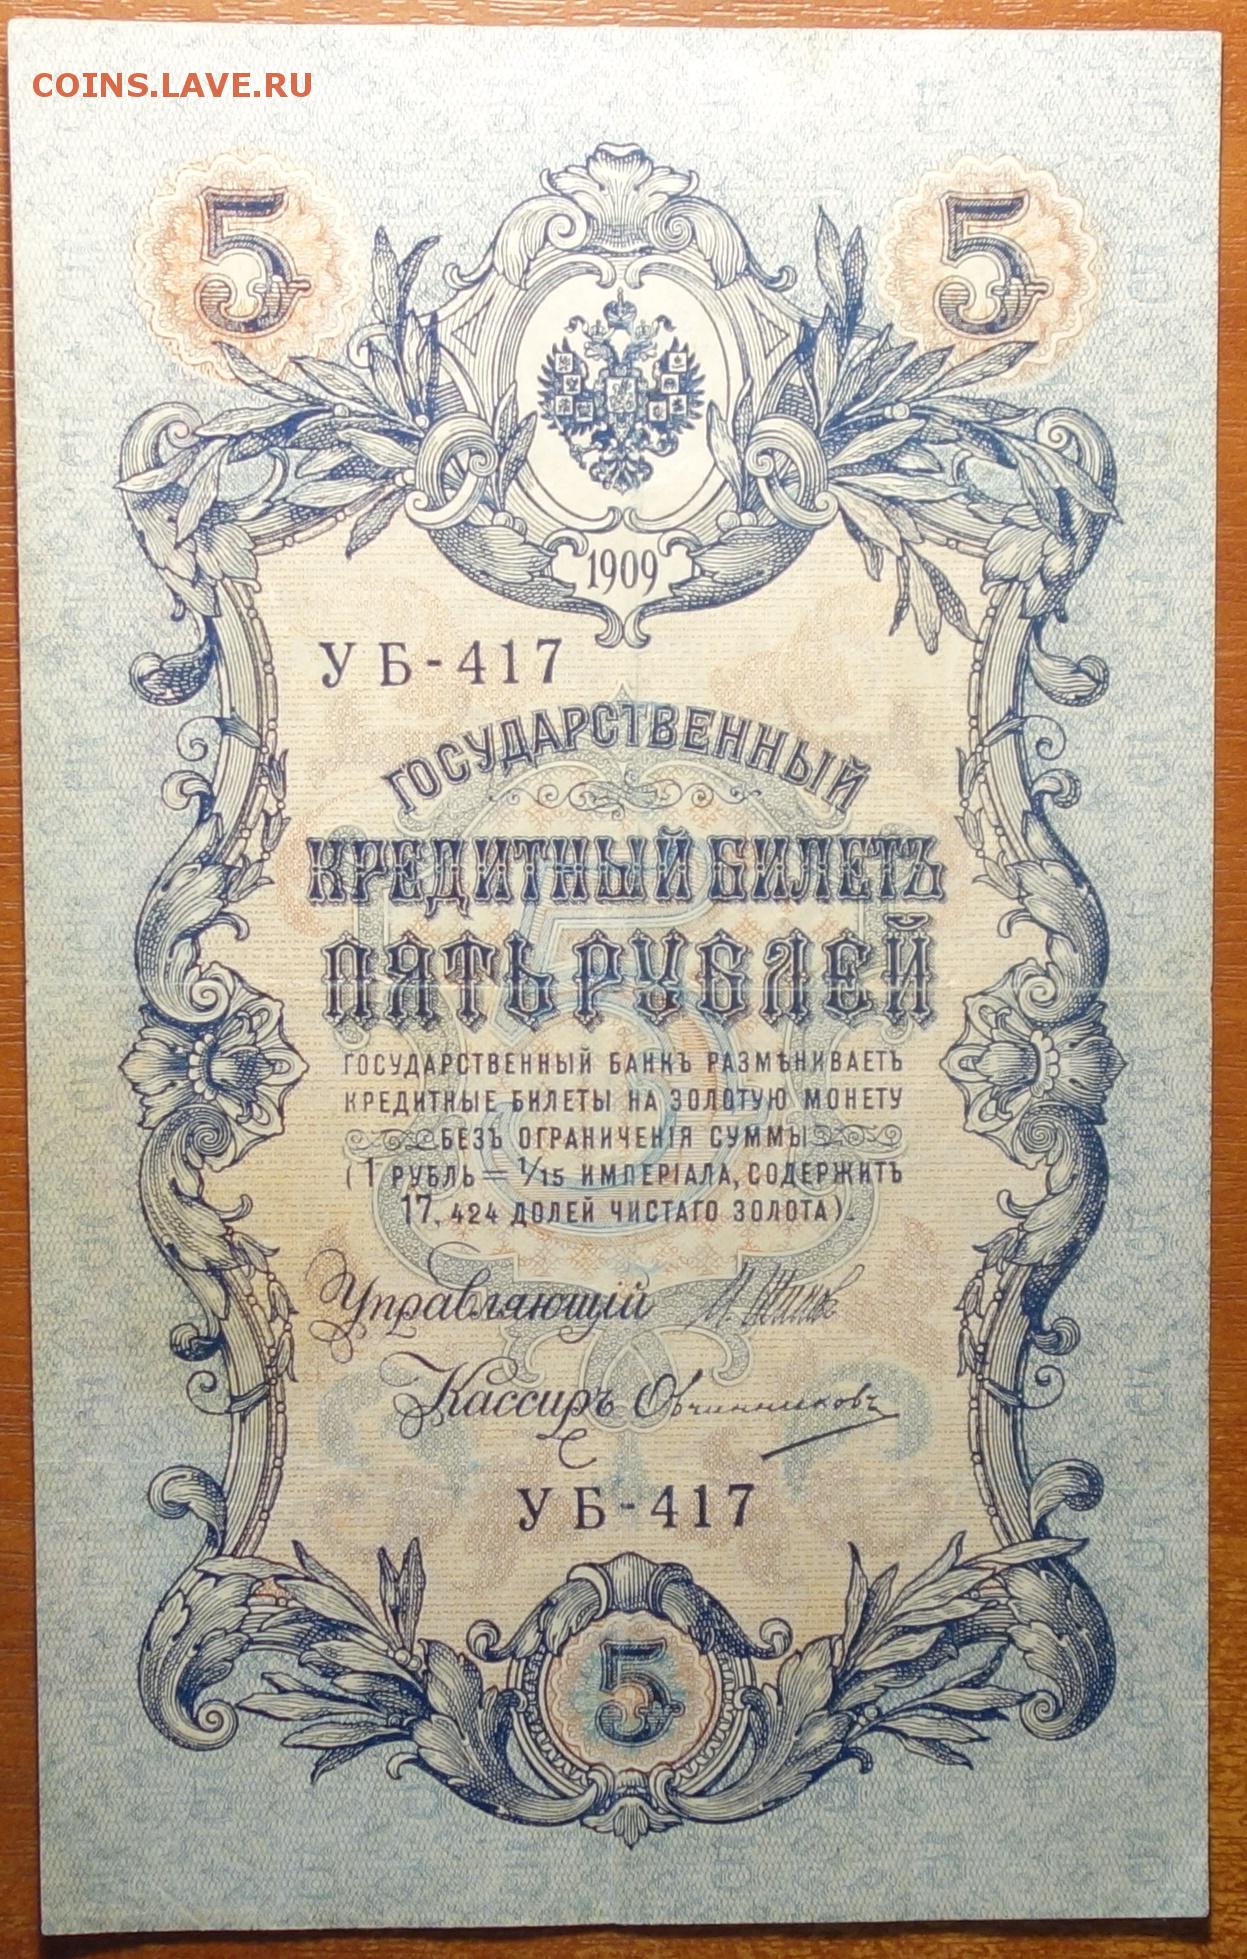 COINS.LAVE.RU
5 5
1909
УБ-417
ГОСУДАРСТВЕННЫЙ
КРЕДИТНЫЙ БИЛЕТЪ
ПЯТЬ РУБЛЕЙ
ГОСУДАРСТВЕННЫЙ БАНКЪ РАЗМѢНИВАЕТЪ
КРЕДИТНЫЕ БИЛЕТЫ НА ЗОЛОТУЮ МОНЕТУ
БЕЗЪ ОГРАНИЧЕНІЯ СУММЫ
(1 РУБЛЬ = 1/15 ИМПЕРІАЛА, СОДЕРЖИТЪ
17,424 ДОЛЕЙ ЧИСТАГО ЗОЛОТА).
Управляющій И. Шиповъ
Кассиръ Овчинниковъ
УБ-417
5